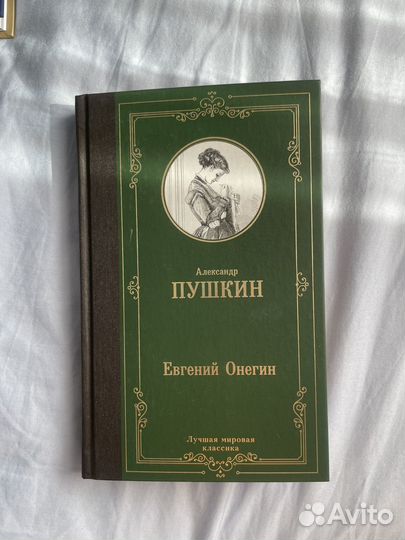 Александр
ПУШКИН
Евгений Онегин
Лучшая мировая
классика
Avito